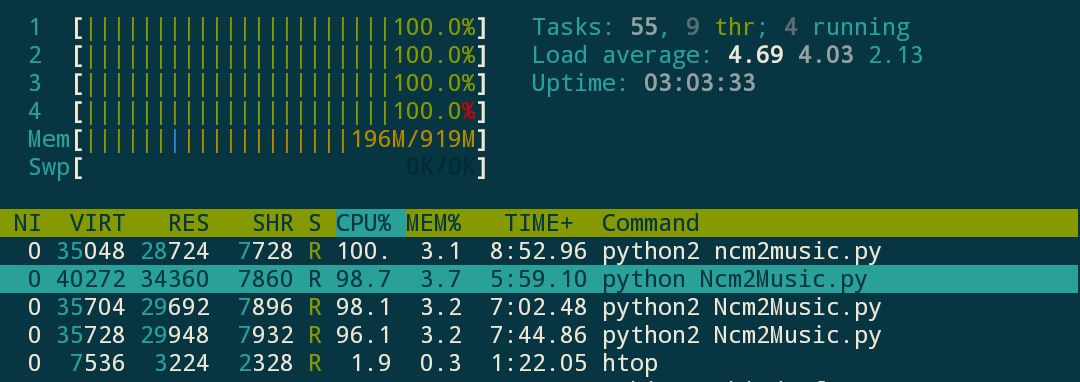 1 [||||||||||||||||||||||100.0%] Tasks: 55, 9 thr; 4 running
2 [||||||||||||||||||||||100.0%] Load average: 4.69 4.03 2.13
3 [||||||||||||||||||||||100.0%] Uptime: 03:03:33
4 [||||||||||||||||||||||100.0%]
Mem[|||||||||||||||||||196M/919M]
Swp[ 0K/0K]
NI VIRT RES SHR S CPU% MEM% TIME+ Command
0 35048 28724 7728 R 100. 3.1 8:52.96 python2 ncm2music.py
0 40272 34360 7860 R 98.7 3.7 5:59.10 python Ncm2Music.py
0 35704 29692 7896 R 98.1 3.2 7:02.48 python2 Ncm2Music.py
0 35728 29948 7932 R 96.1 3.2 7:44.86 python2 Ncm2Music.py
0 7536 3224 2328 R 1.9 0.3 1:22.05 htop